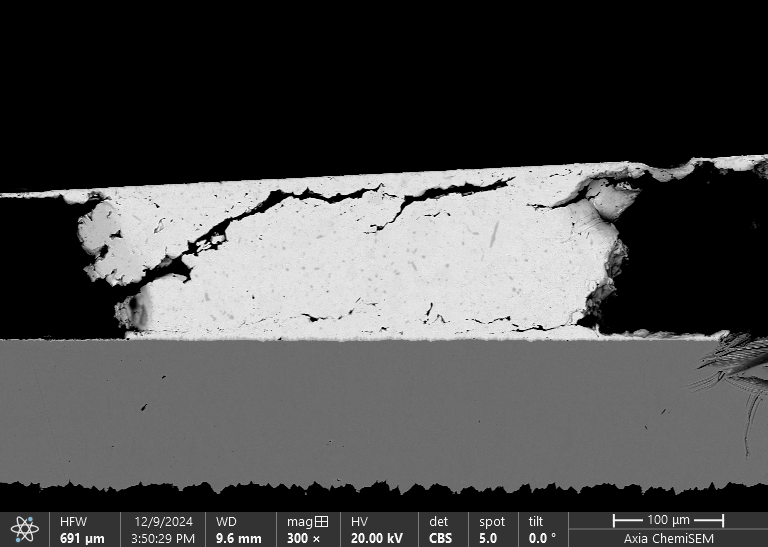 HFW
691 µm
12/9/2024
3:50:29 PM
WD
9.6 mm
mag
300 ×
HV
20.00 kV
det
CBS
spot
5.0
tilt
0.0 °
100 µm
Axia ChemiSEM